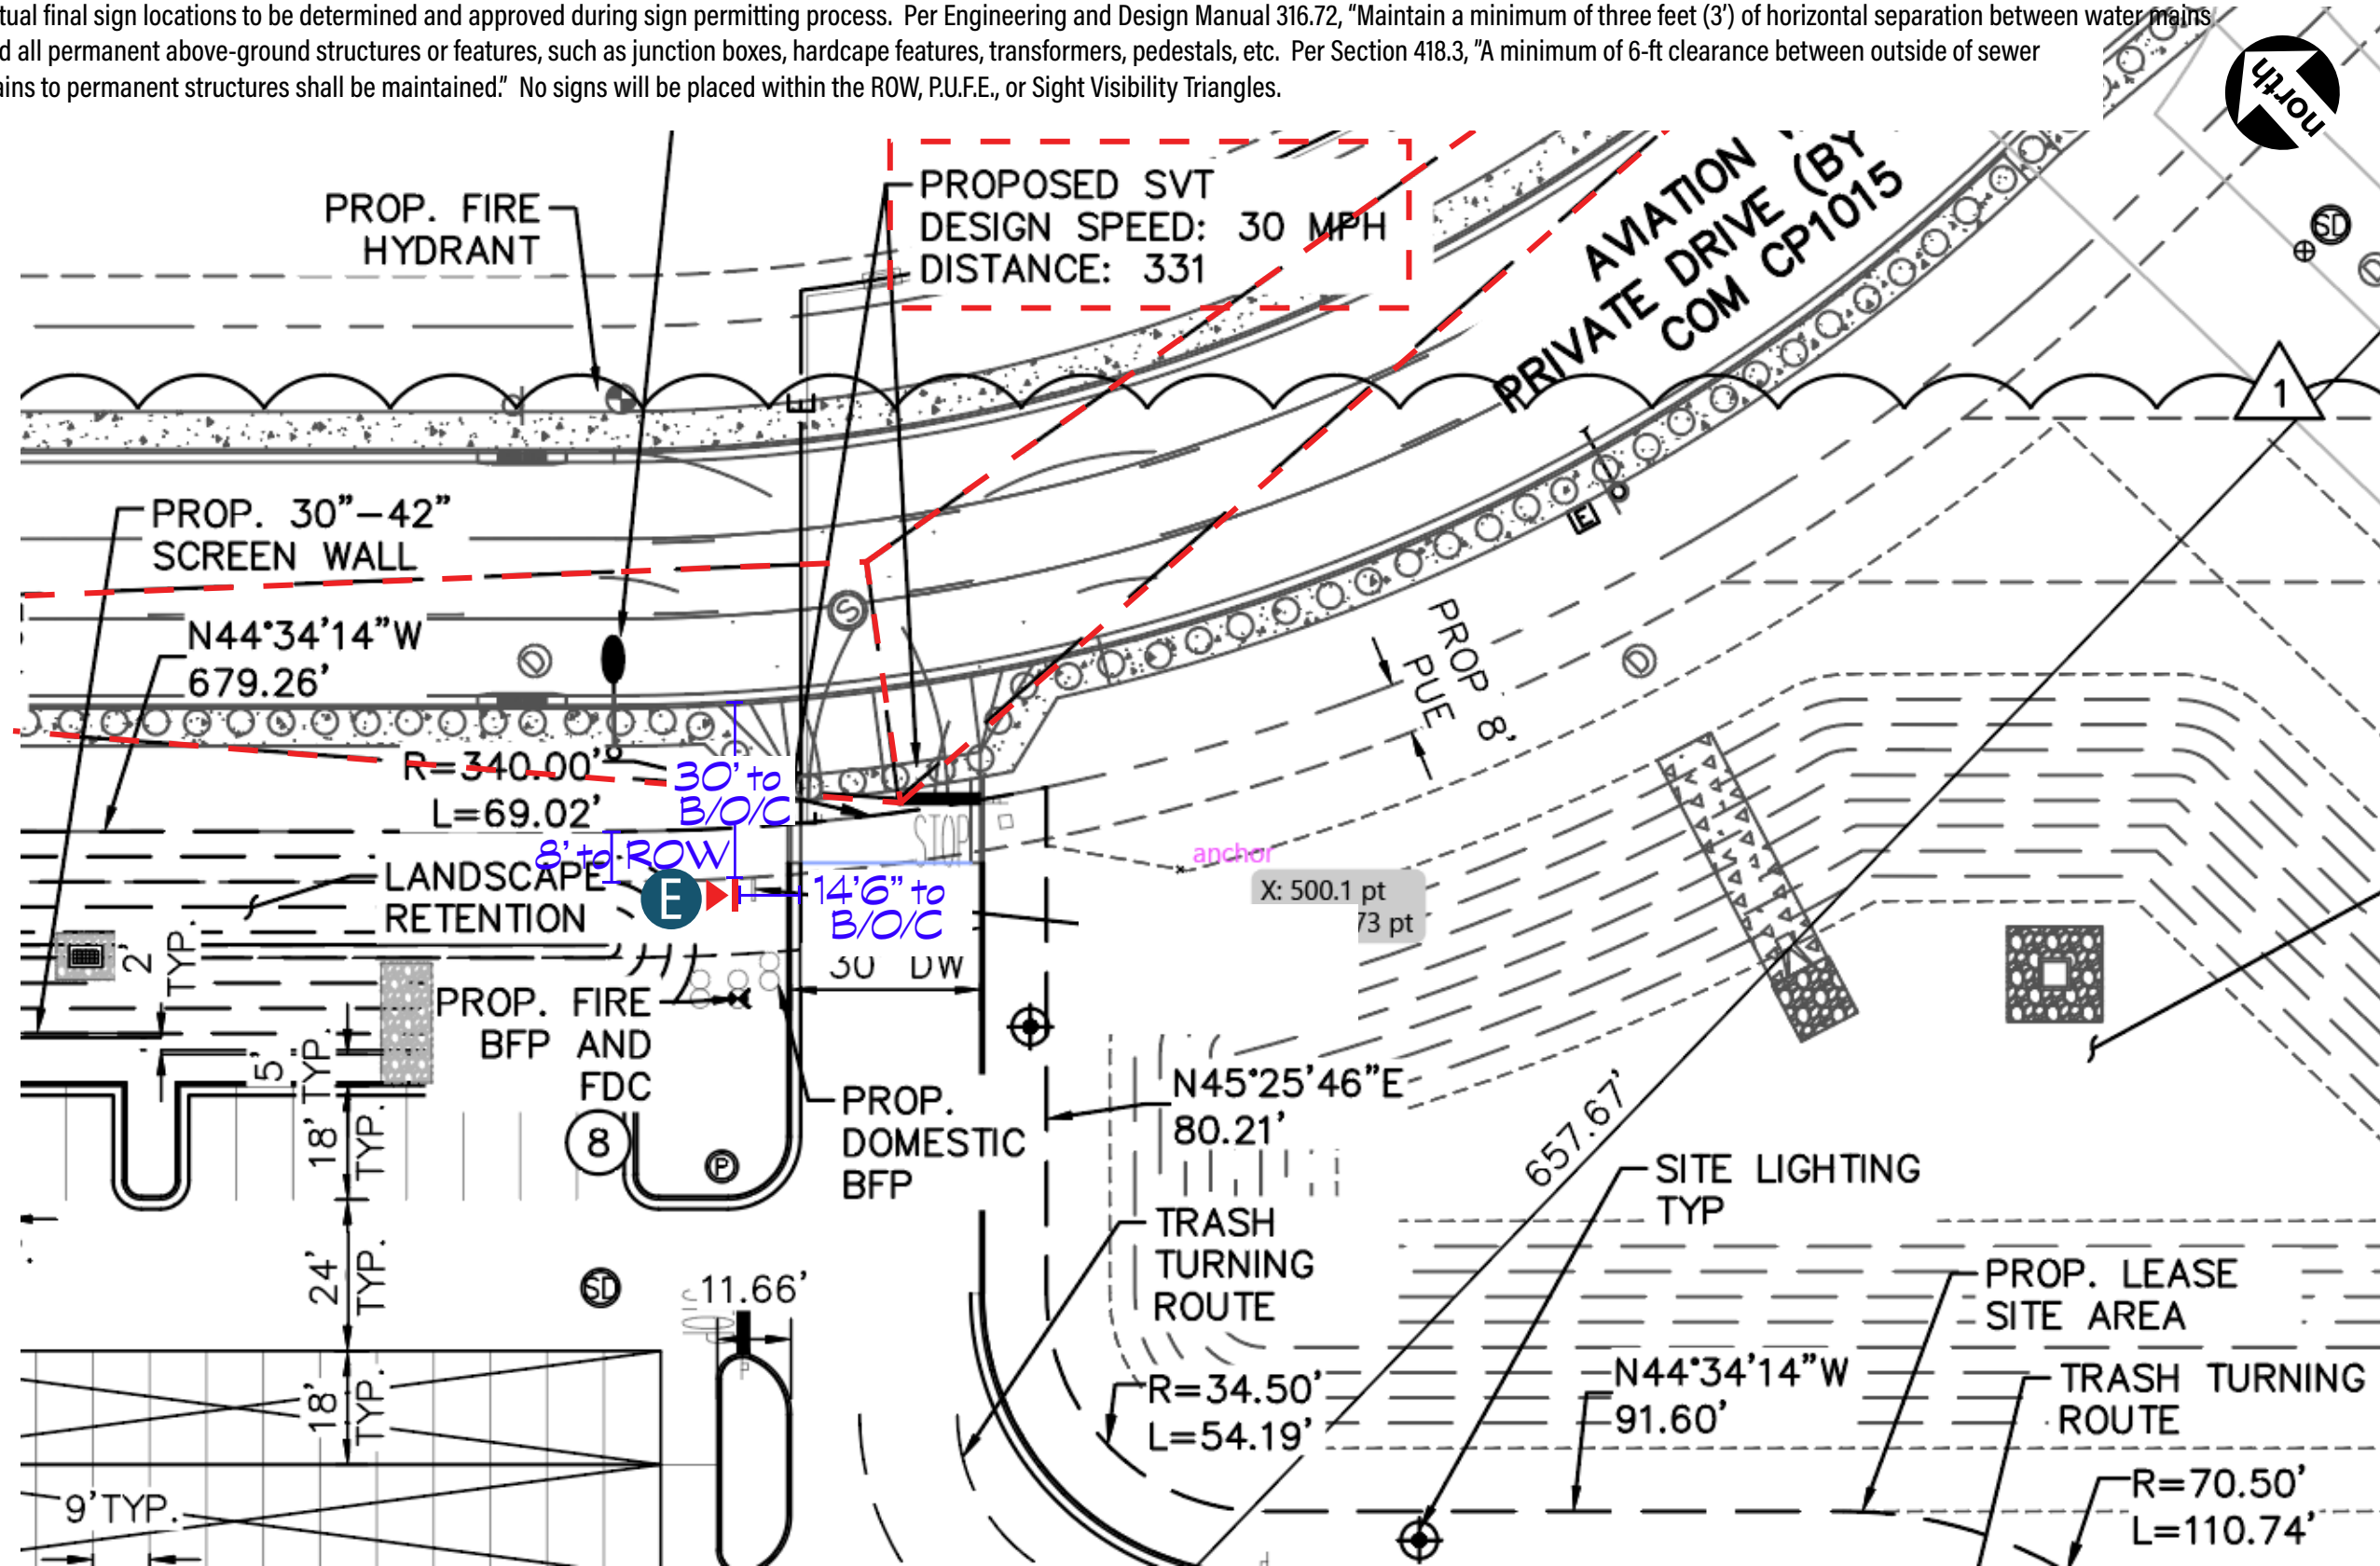 tual final sign locations to be determined and approved during sign permitting process. Per Engineering and Design Manual 316.72, “Maintain a minimum of three feet (3’) of horizontal separation between water mains
d all permanent above-ground structures or features, such as junction boxes, hardcape features, transformers, pedestals, etc. Per Section 418.3, ”A minimum of 6-ft clearance between outside of sewer
ains to permanent structures shall be maintained.” No signs will be placed within the ROW, P.U.F.E., or Sight Visibility Triangles.
north
PROP. FIRE
HYDRANT
PROPOSED SVT
DESIGN SPEED: 30 MPH
DISTANCE: 331
AVIATION
PRIVATE DRIVE (BY
COM CP1015
SD
D
1
E
E
PROP. 30”-42”
SCREEN WALL
S
N44°34’14”W
679.26’
D
D
PROP 8’
PUE
R=340.00’
L=69.02’
30’ to
B/O/C
8’ to ROW
STOP
anchor
X: 500.1 pt
73 pt
LANDSCAPE
RETENTION
E
14’6” to
B/O/C
30 DW
2’
TYP.
PROP. FIRE
BFP AND
FDC
5’
TYP.
8
P
PROP.
DOMESTIC
BFP
N45°25’46”E
80.21’
18’
TYP.
657.67’
SITE LIGHTING
TYP
TRASH
TURNING
ROUTE
24’
TYP.
SD
11.66’
PROP. LEASE
SITE AREA
18’
TYP.
R=34.50’
L=54.19’
N44°34’14”W
91.60’
TRASH TURNING
ROUTE
9’ TYP.
R=70.50’
L=110.74’